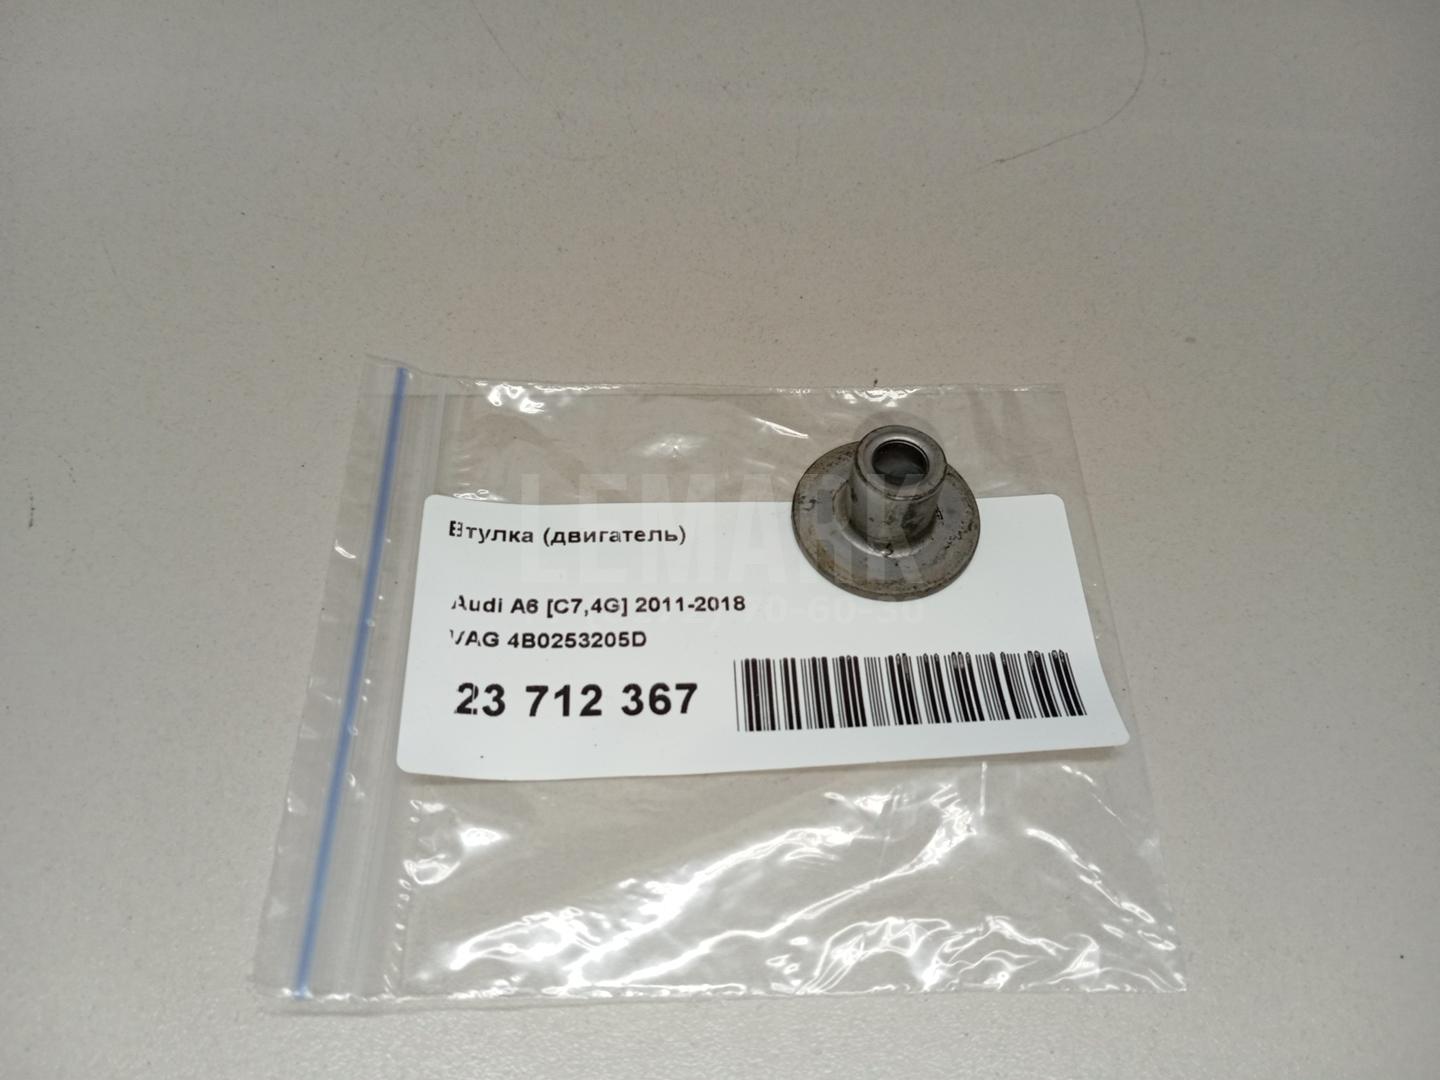 Втулка (двигатель)
Audi A6 [C7,4G] 2011-2018
VAG 4B0253205D
23 712 367
LEMARK